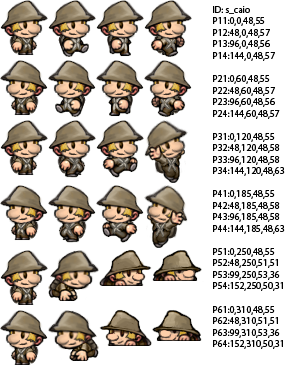 ID: s_caio
P11:0,0,48,55
P12:48,0,48,57
P13:96,0,48,56
P14:144,0,48,57
P21:0,60,48,55
P22:48,60,48,57
P23:96,60,48,56
P24:144,60,48,57
P31:0,120,48,55
P32:48,120,48,58
P33:96,120,48,58
P34:144,120,48,63
P41:0,185,48,55
P42:48,185,48,58
P43:96,185,48,58
P44:144,185,48,63
P51:0,250,48,55
P52:48,250,51,51
P53:99,250,53,36
P54:152,250,50,31
P61:0,310,48,55
P62:48,310,51,51
P63:99,310,53,36
P64:152,310,50,31